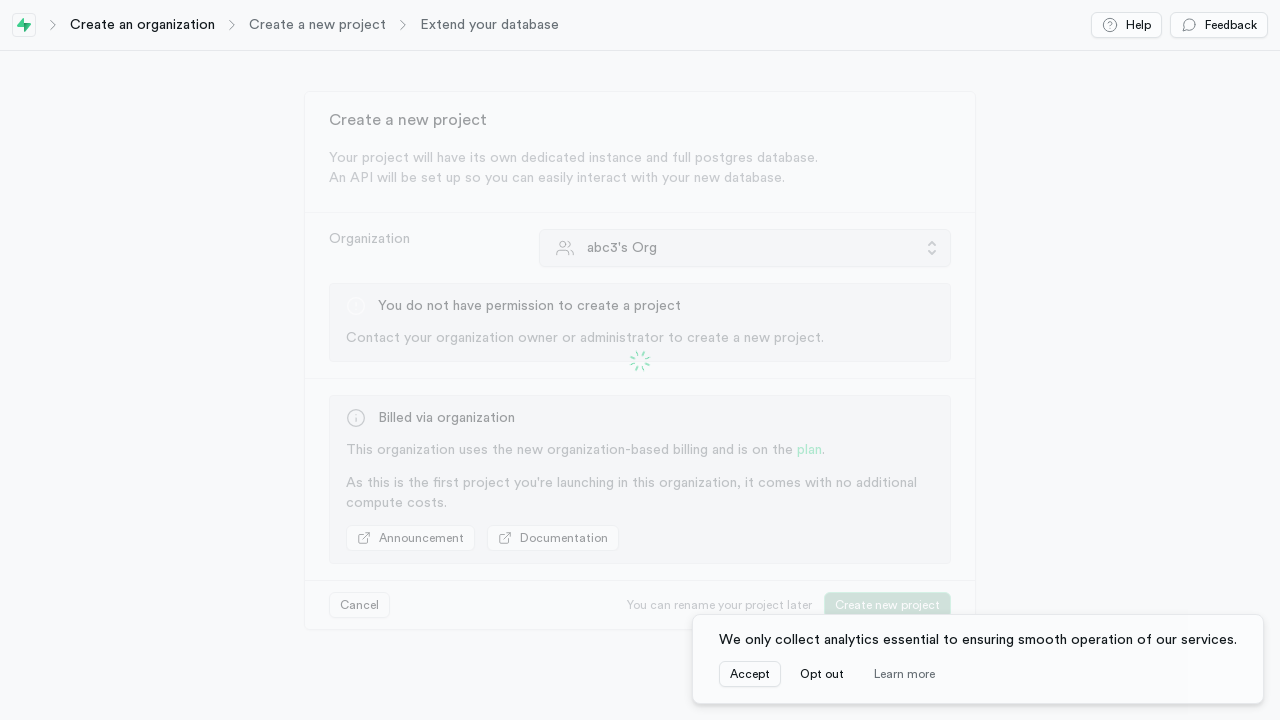 Create an organization
Create a new project
Extend your database
Help
Feedback
Create a new project
Your project will have its own dedicated instance and full postgres database.
An API will be set up so you can easily interact with your new database.
Organization
abc3's Org
You do not have permission to create a project
Contact your organization owner or administrator to create a new project.
Billed via organization
This organization uses the new organization-based billing and is on the plan.
As this is the first project you're launching in this organization, it comes with no additional
compute costs.
Announcement
Documentation
Cancel
You can rename your project later
Create new project
We only collect analytics essential to ensuring smooth operation of our services.
Accept
Opt out
Learn more